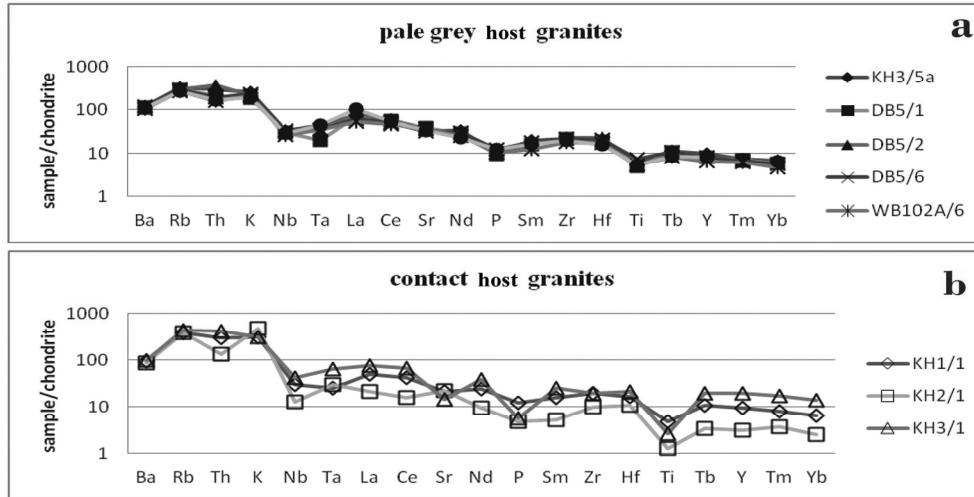 pale grey host granites
a
sample/chondrite
1000
100
10
1
Ba Rb Th K Nb Ta La Ce Sr Nd P Sm Zr Hf Ti Tb Y Tm Yb
KH3/5a
DB5/1
DB5/2
DB5/6
WB102A/6
contact host granites
b
sample/chondrite
1000
100
10
1
Ba Rb Th K Nb Ta La Ce Sr Nd P Sm Zr Hf Ti Tb Y Tm Yb
KH1/1
KH2/1
KH3/1